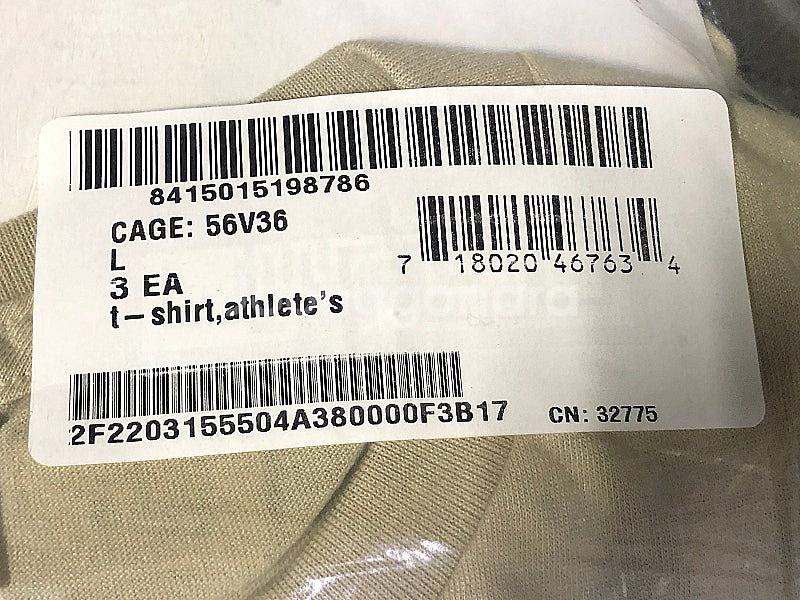 8415015198786
CAGE: 56V36
L
3 EA
t-shirt,athlete's
7 18020 46763 4
2F2203155504A380000F3B17
CN: 32775